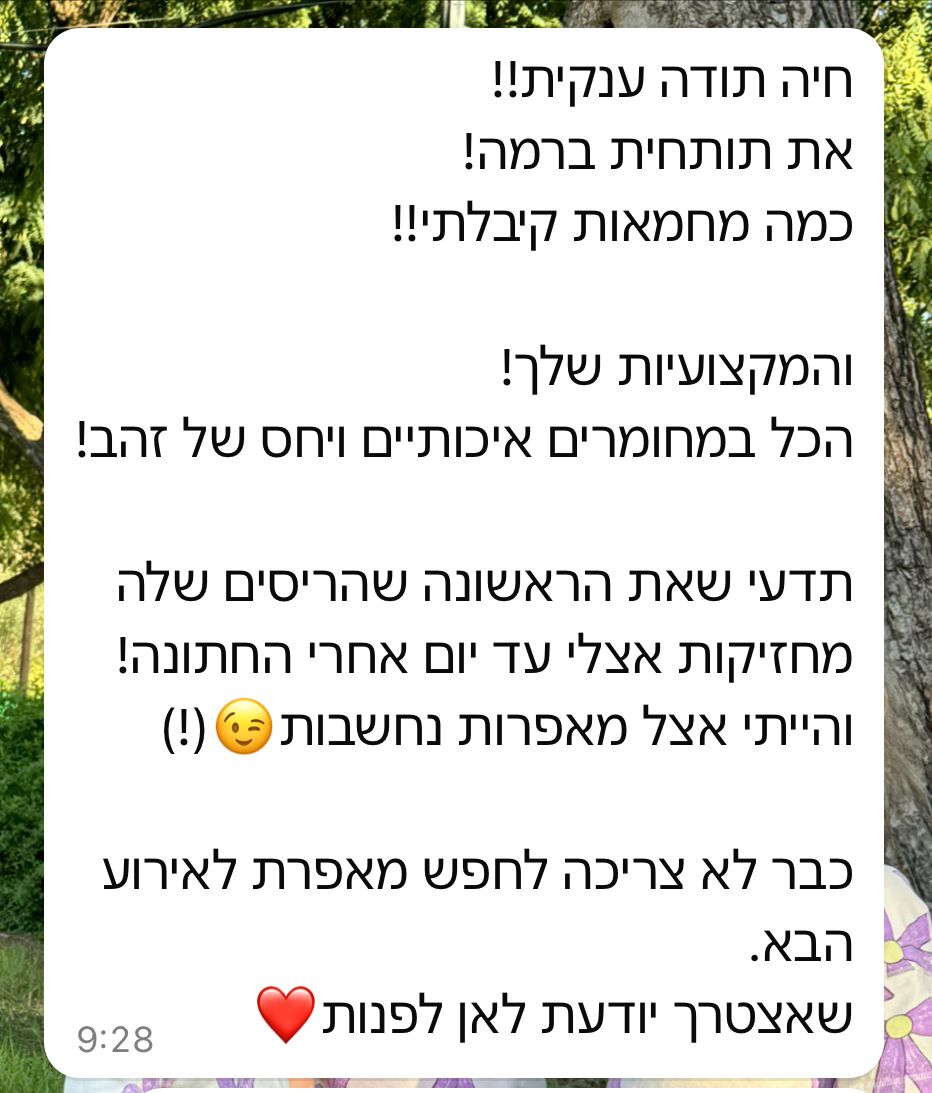 חיה תודה ענקית!!
את תותחית ברמה!
כמה מחמאות קיבלתי!!
והמקצועיות שלך!
הכל במחומרים איכותיים ויחס של זהב!
תדעי שאת הראשונה שהריסים שלה
מחזיקות אצלי עד יום אחרי החתונה!
והייתי אצל מאפרות נחשבות😉(!)
כבר לא צריכה לחפש מאפרת לאירוע
הבא.
שאצטרך יודעת לאן לפנות❤️
9:28